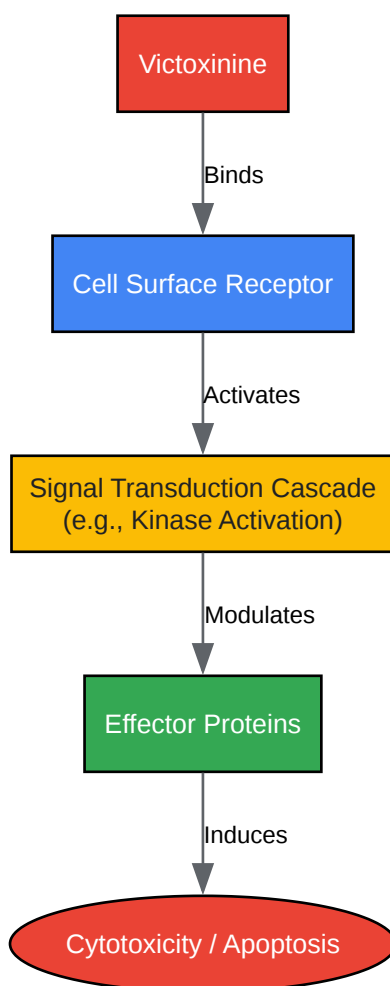 Victoxinine
Binds
Cell Surface Receptor
Activates
Signal Transduction Cascade
(e.g., Kinase Activation)
Modulates
Effector Proteins
Induces
Cytotoxicity / Apoptosis